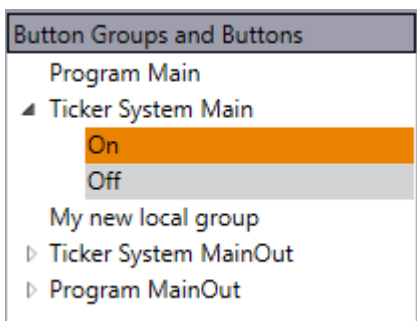 Button Groups and Buttons
Program Main
Ticker System Main
On
Off
My new local group
Ticker System MainOut
Program MainOut